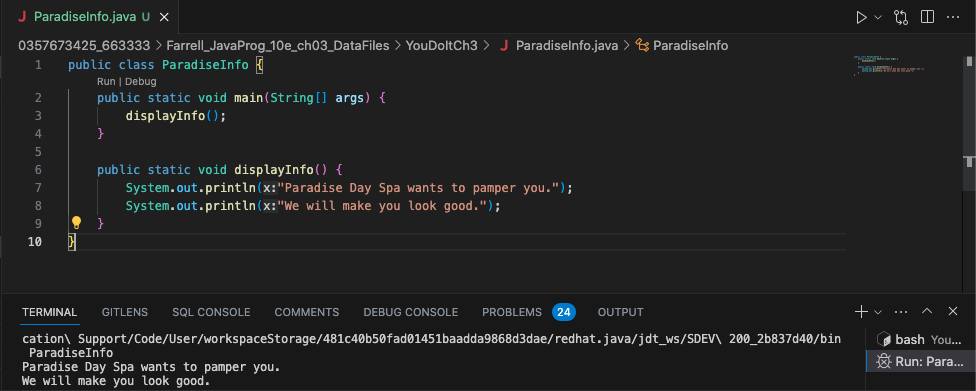 J ParadiseInfo.java U ×
0357673425_663333 > Farrell_JavaProg_10e_ch03_DataFiles > YouDoItCh3 > J ParadiseInfo.java > ParadiseInfo
1 public class ParadiseInfo {
Run | Debug
2 public static void main(String[] args) {
3 displayInfo();
4 }
5
6 public static void displayInfo() {
7 System.out.println(x:"Paradise Day Spa wants to pamper you.");
8 System.out.println(x:"We will make you look good.");
9 }
10 }
TERMINAL GITLENS SQL CONSOLE COMMENTS DEBUG CONSOLE PROBLEMS 24 OUTPUT
cation\ Support/Code/User/workspaceStorage/481c40b50fad01451baadda9868d3dae/redhat.java/jdt_ws/SDEV\ 200_2b837d40/bin
ParadiseInfo
Paradise Day Spa wants to pamper you.
We will make you look good.
bash You...
Run: Para...